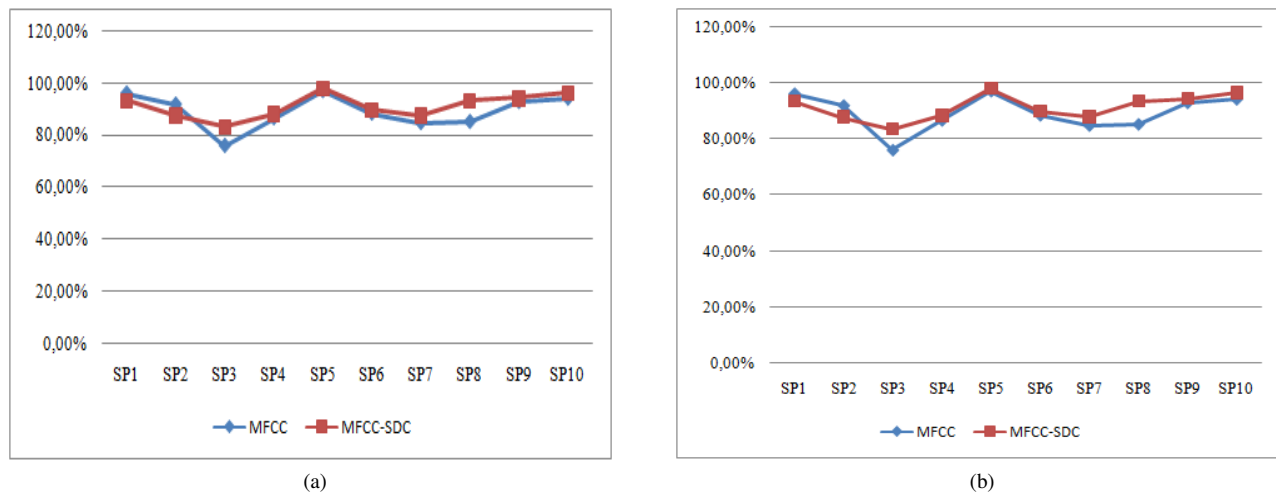 120,00%
100,00%
80,00%
60,00%
40,00%
20,00%
0,00%
SP1 SP2 SP3 SP4 SP5 SP6 SP7 SP8 SP9 SP10
MFCC MFCC-SDC
(a)
120,00%
100,00%
80,00%
60,00%
40,00%
20,00%
0,00%
SP1 SP2 SP3 SP4 SP5 SP6 SP7 SP8 SP9 SP10
MFCC MFCC-SDC
(b)